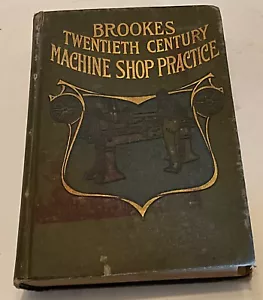 BROOKES
TWENTIETH CENTURY
MACHINE SHOP PRACTICE